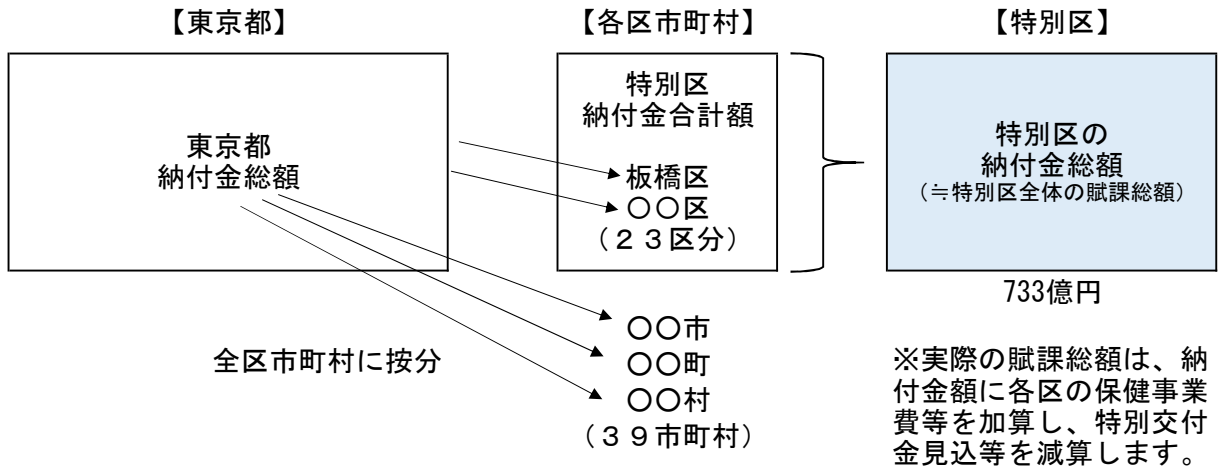 【東京都】
東京都
納付金総額
全区市町村に按分
【各区市町村】
特別区
納付金合計額
板橋区
〇〇区
（２３区分）
〇〇市
〇〇町
〇〇村
（３９市町村）
【特別区】
特別区の
納付金総額
（≒特別区全体の賦課総額）
733億円
※実際の賦課総額は、納
付金額に各区の保健事業
費等を加算し、特別交付
金見込等を減算します。